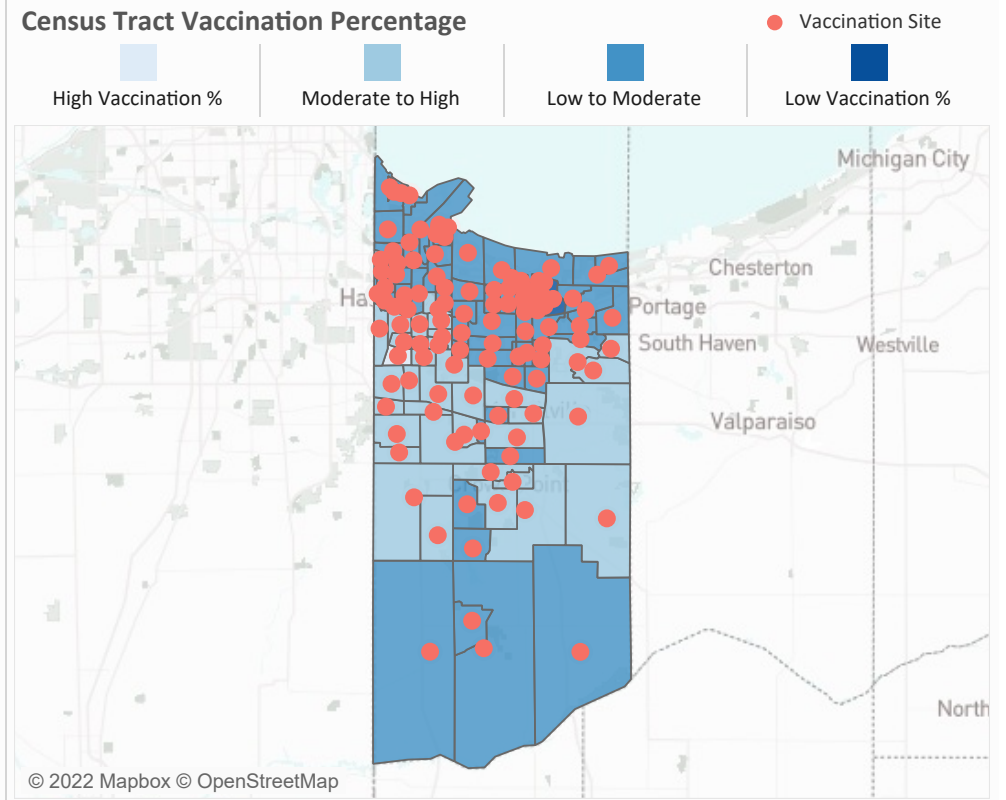 Census Tract Vaccination Percentage
Vaccination Site
High Vaccination %
Moderate to High
Low to Moderate
Low Vaccination %
Michigan City
Chesterton
Portage
South Haven
Westville
Valparaiso
Point
North
© 2022 Mapbox © OpenStreetMap